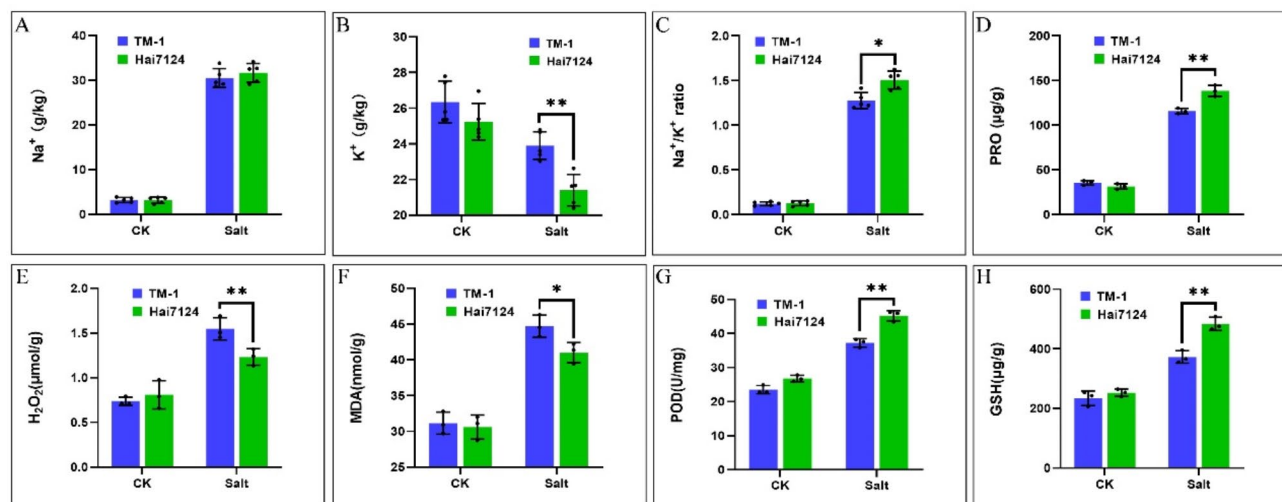 A
TM-1
Hai7124
Na⁺ (g/kg)
40
30
20
10
0
CK
Salt
B
TM-1
Hai7124
K⁺ (g/kg)
30
28
26
24
22
20
**
CK
Salt
C
TM-1
Hai7124
Na⁺/K⁺ ratio
2.0
1.5
1.0
0.5
0.0
*
CK
Salt
D
TM-1
Hai7124
PRO (μg/g)
200
150
100
50
0
**
CK
Salt
E
TM-1
Hai7124
H₂O₂(μmol/g)
2.0
1.5
1.0
0.5
0.0
**
CK
Salt
F
TM-1
Hai7124
MDA(nmol/g)
50
45
40
35
30
25
*
CK
Salt
G
TM-1
Hai7124
POD(U/mg)
50
40
30
20
10
0
**
CK
Salt
H
TM-1
Hai7124
GSH(μg/g)
600
400
200
0
**
CK
Salt